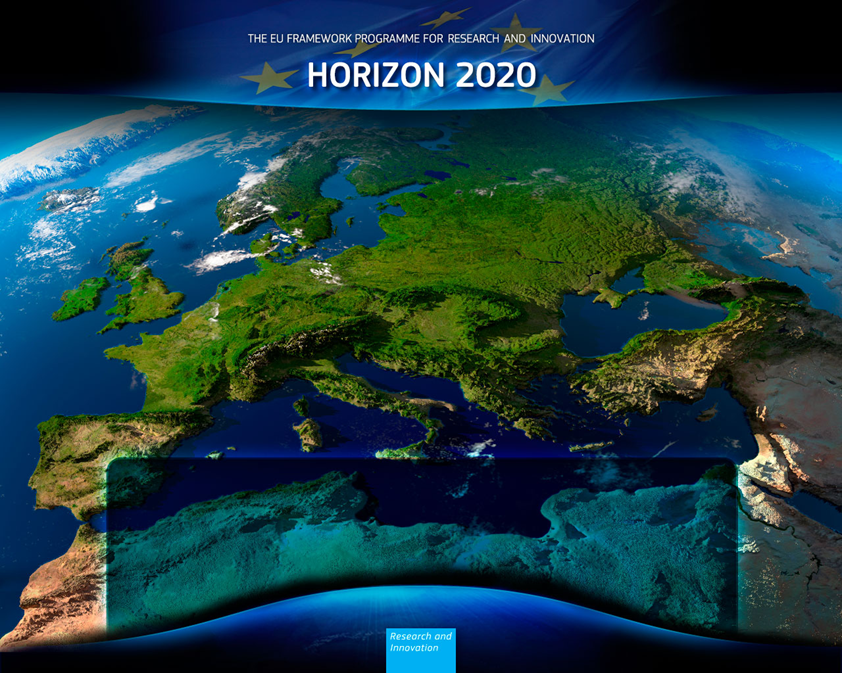 THE EU FRAMEWORK PROGRAMME FOR RESEARCH AND INNOVATION
HORIZON 2020
Research and
Innovation